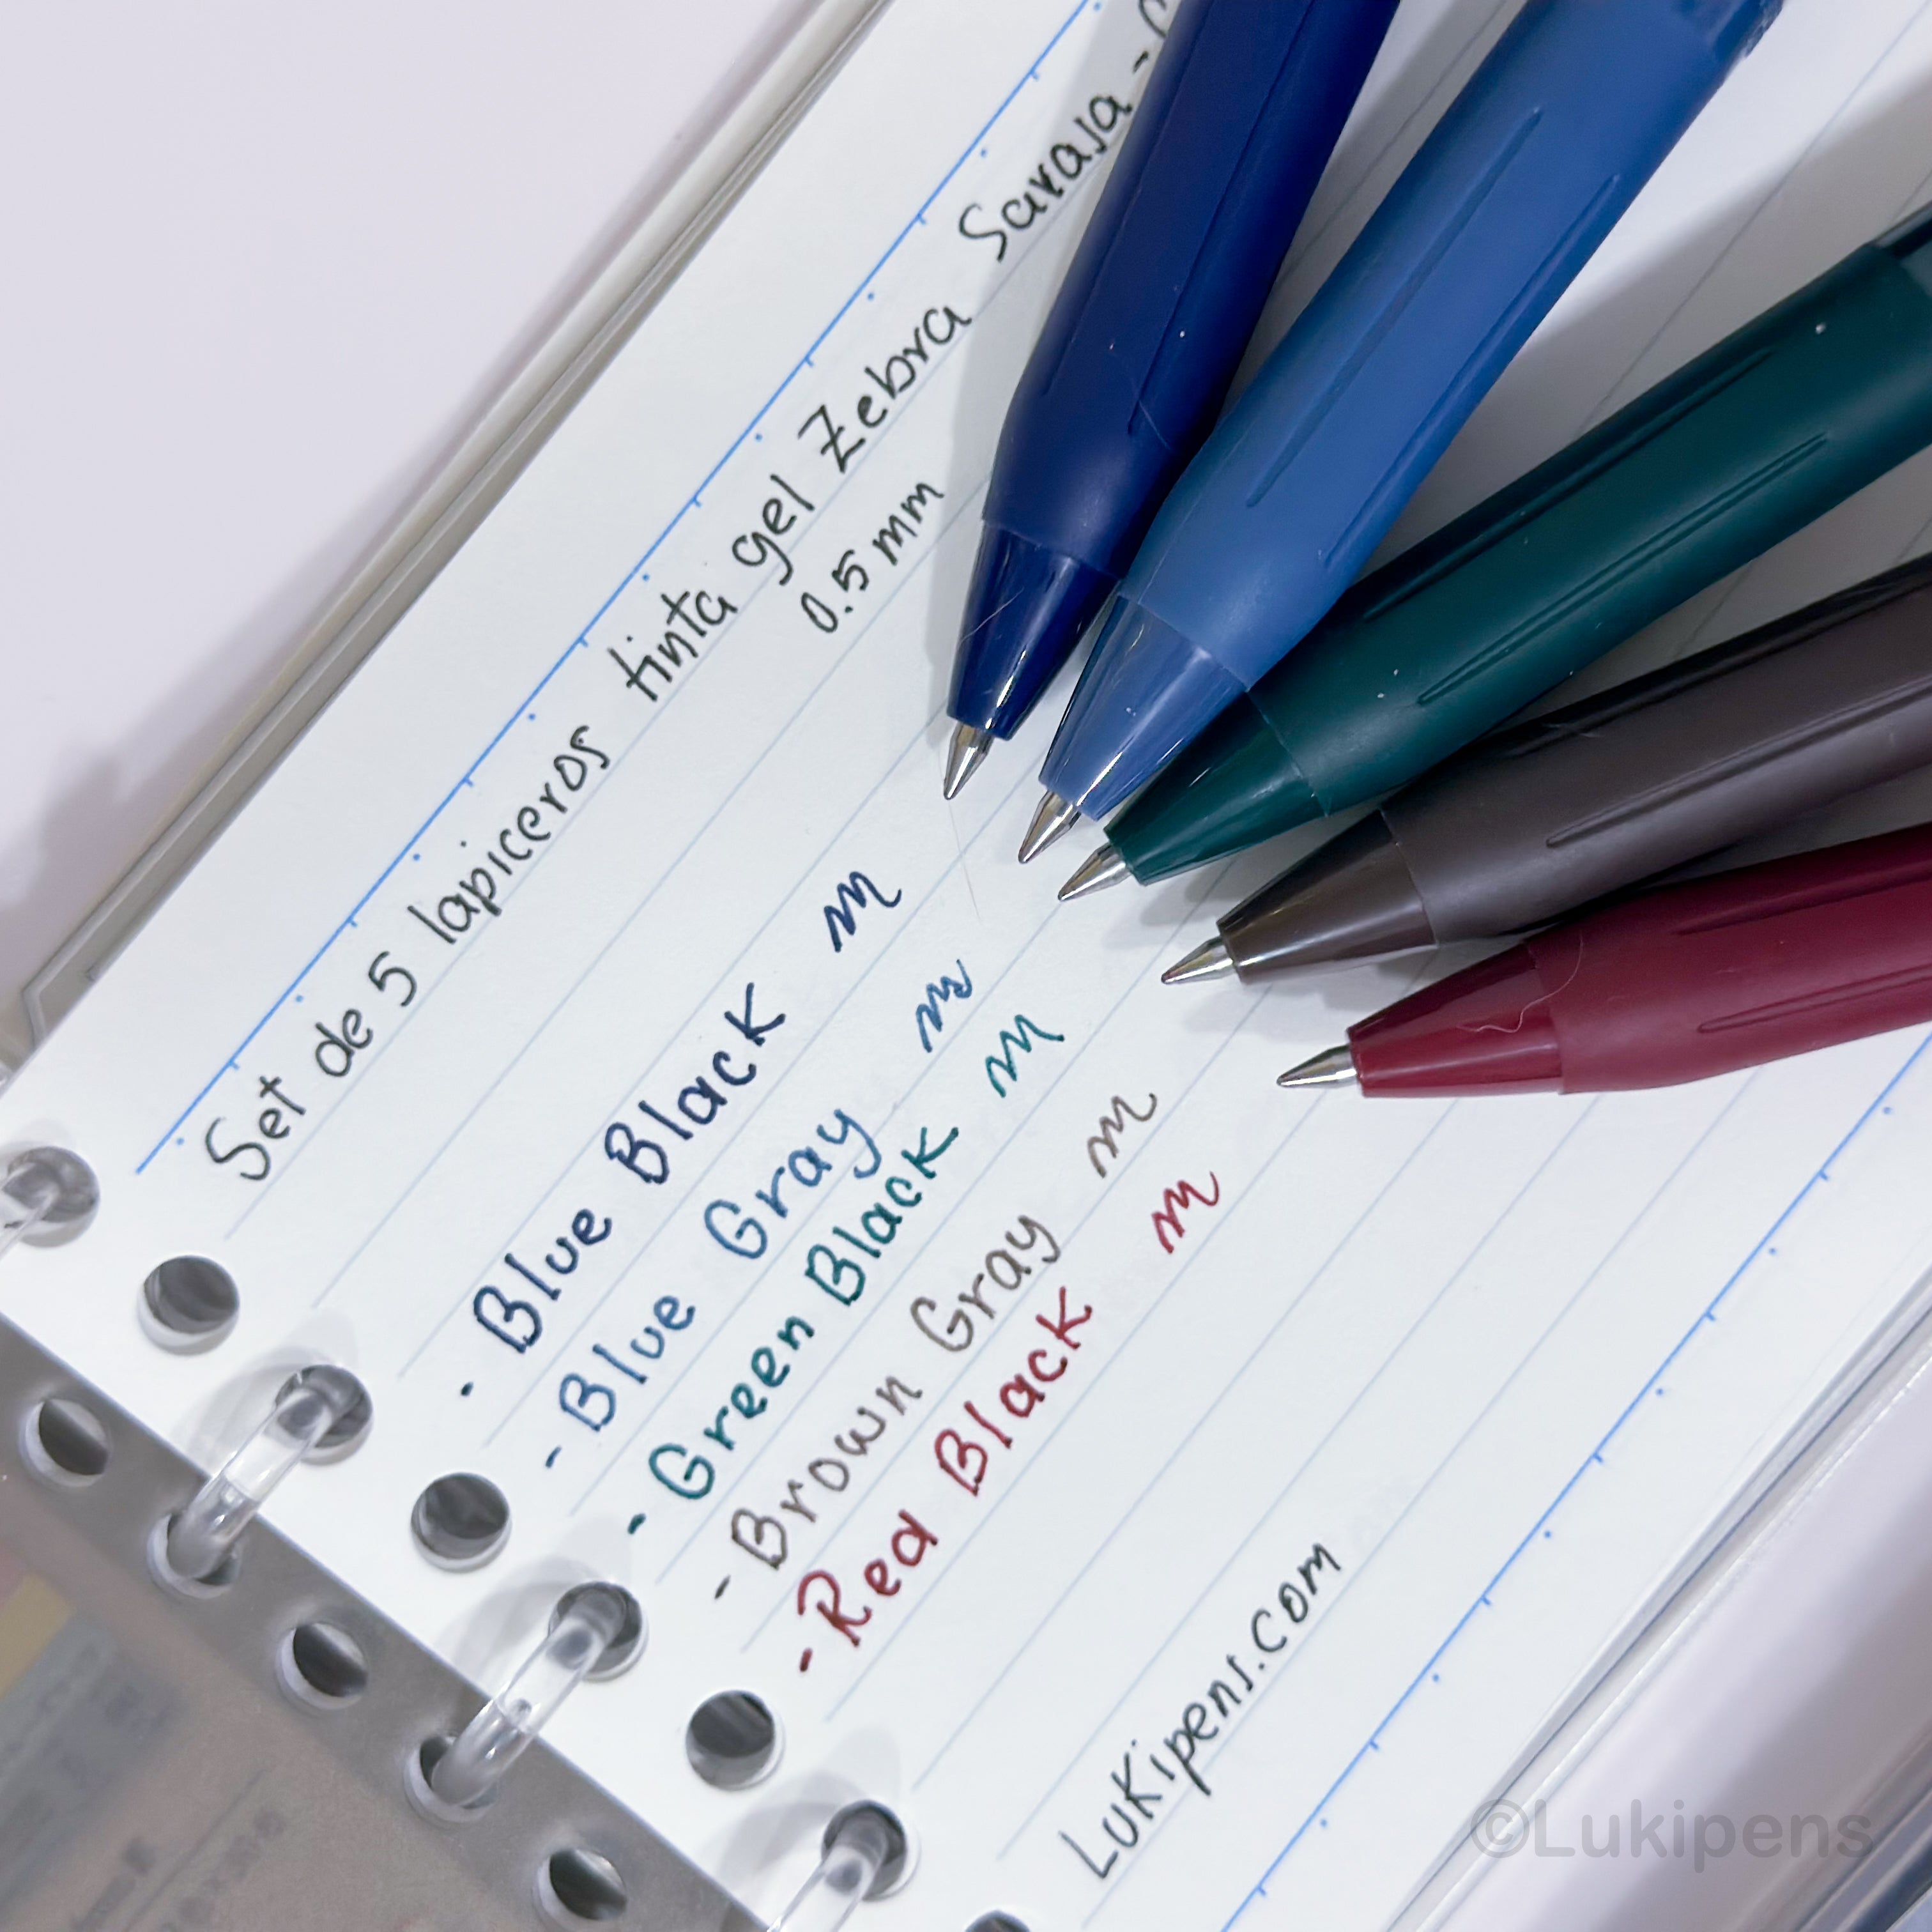 Set de 5 lapiceros tinta gel Zebra Sarasa -
0.5 mm
· Blue Black m
- Blue Gray m
- Green Black m
- Brown Gray m
- Red Black m
LuKipens.com
©Lukipens